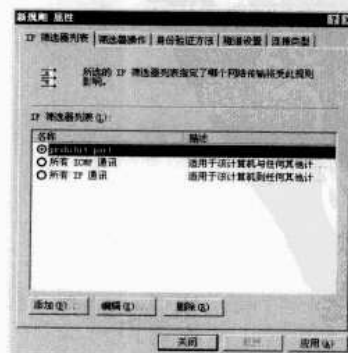 新规则 属性
IP 筛选器列表 筛选器操作 身份验证方法 隧道设置 连接类型
所选的 IP 筛选器列表指定了哪个网络传输将受此规则
影响。
IP 筛选器列表(L):
名称 描述
所有 ICMP 通讯 适用于该计算机与任何其他计...
所有 IP 通讯 适用于该计算机到任何其他计...
添加(D)... 编辑(E)... 删除(R)
关闭 应用(A)